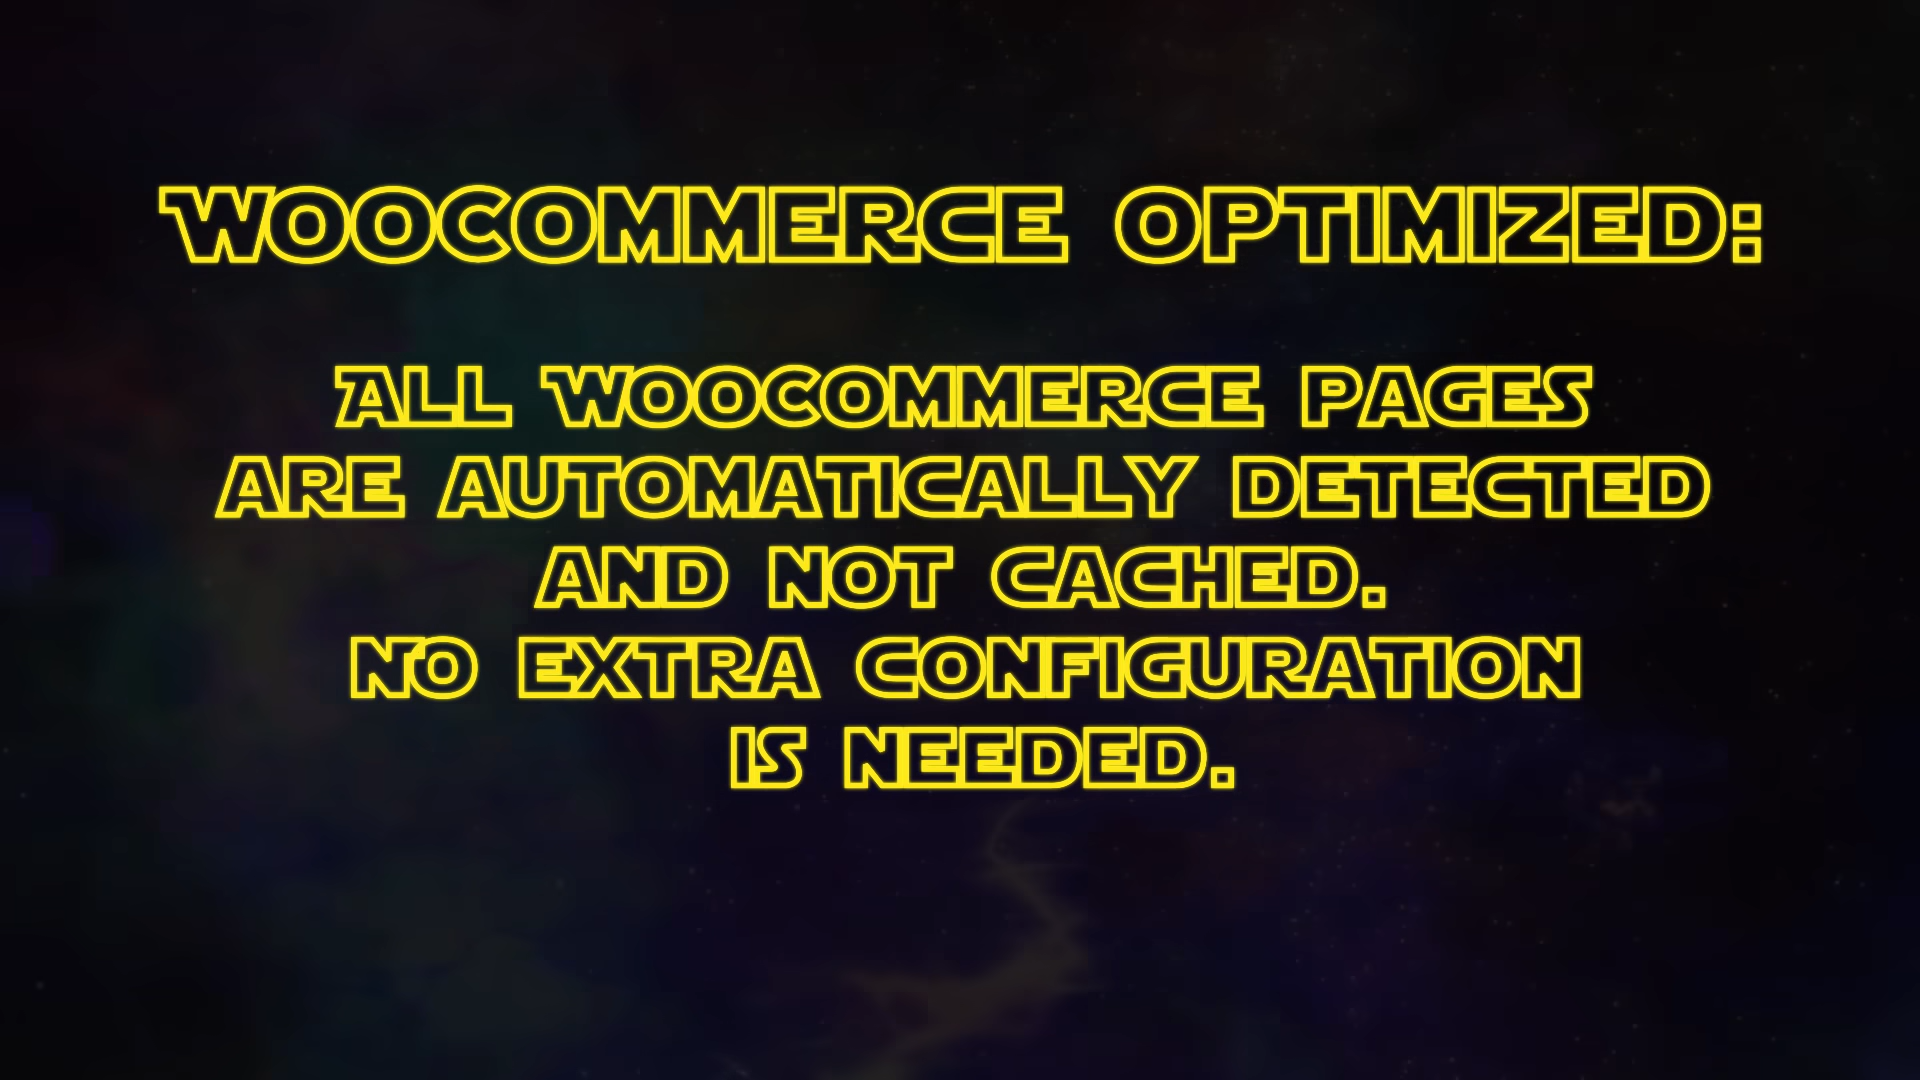 WOOCOMMERCE OPTIMIZED:
ALL WOOCOMMERCE PAGES
ARE AUTOMATICALLY DETECTED
AND NOT CACHED.
NO EXTRA CONFIGURATION
IS NEEDED.